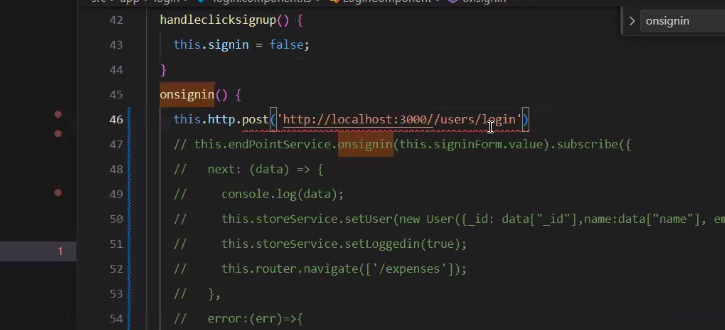 src > app > login > login.component.ts > LoginComponent > onsignin
> onsignin
42 handleclicksignup() {
43 this.signin = false;
44 }
45 onsignin() {
46 this.http.post('http://localhost:3000//users/login')
47 // this.endPointService.onsignin(this.signinForm.value).subscribe({
48 // next: (data) => {
49 // console.log(data);
50 // this.storeService.setUser(new User({_id: data["_id"],name:data["name"], em
51 // this.storeService.setLoggedin(true);
1
52 // this.router.navigate(['/expenses']);
53 // },
54 // error:(err)=>{